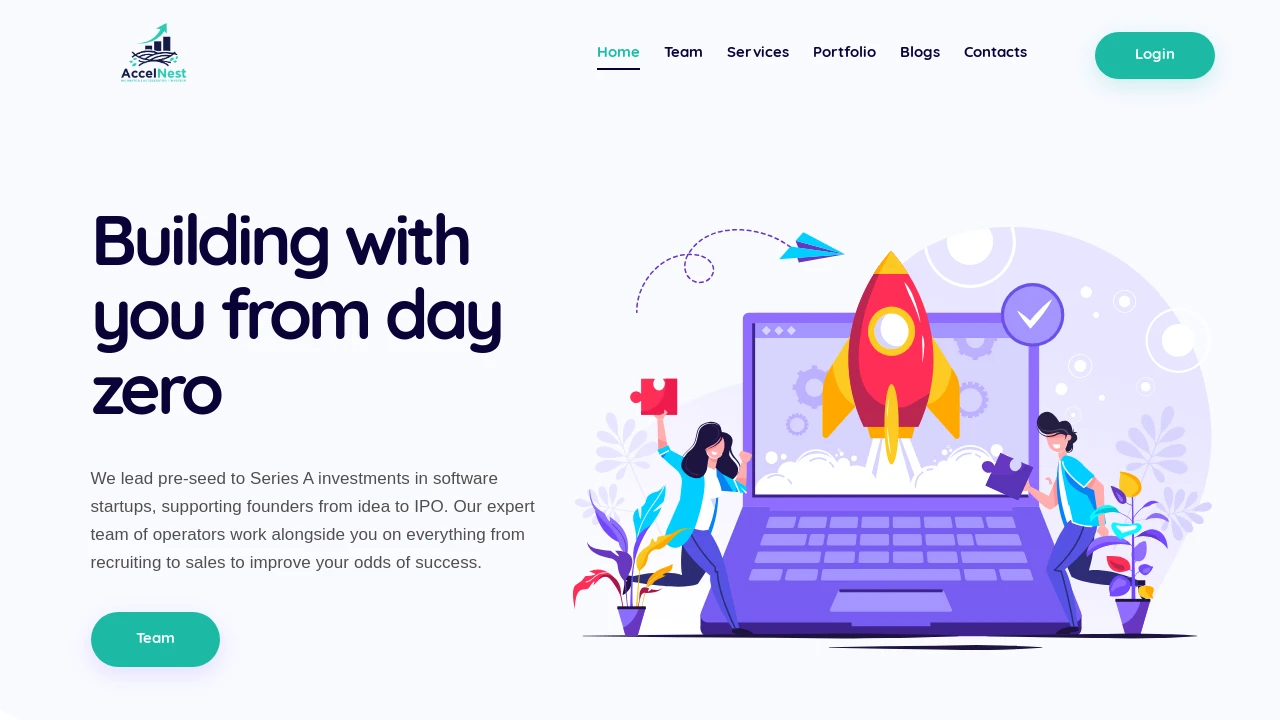 AccelNest
Home
Team
Services
Portfolio
Blogs
Contacts
Login
Building with
you from day
zero
We lead pre-seed to Series A investments in software
startups, supporting founders from idea to IPO. Our expert
team of operators work alongside you on everything from
recruiting to sales to improve your odds of success.
Team